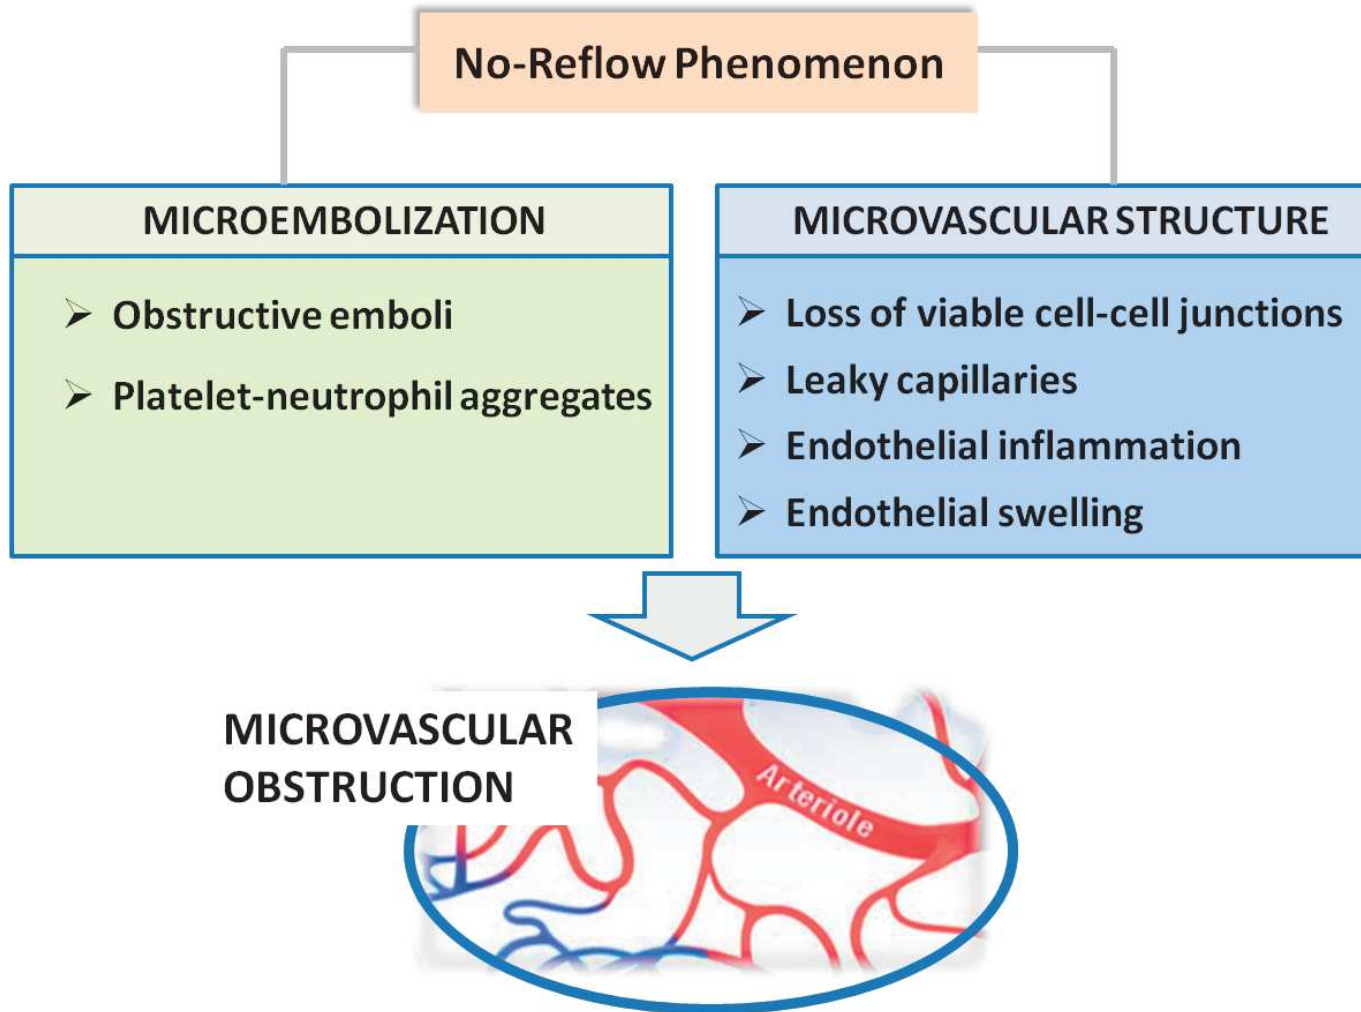 No-Reflow Phenomenon
MICROEMBOLIZATION
➢ Obstructive emboli
➢ Platelet-neutrophil aggregates
MICROVASCULAR STRUCTURE
➢ Loss of viable cell-cell junctions
➢ Leaky capillaries
➢ Endothelial inflammation
➢ Endothelial swelling
MICROVASCULAR
OBSTRUCTION
Arteriole